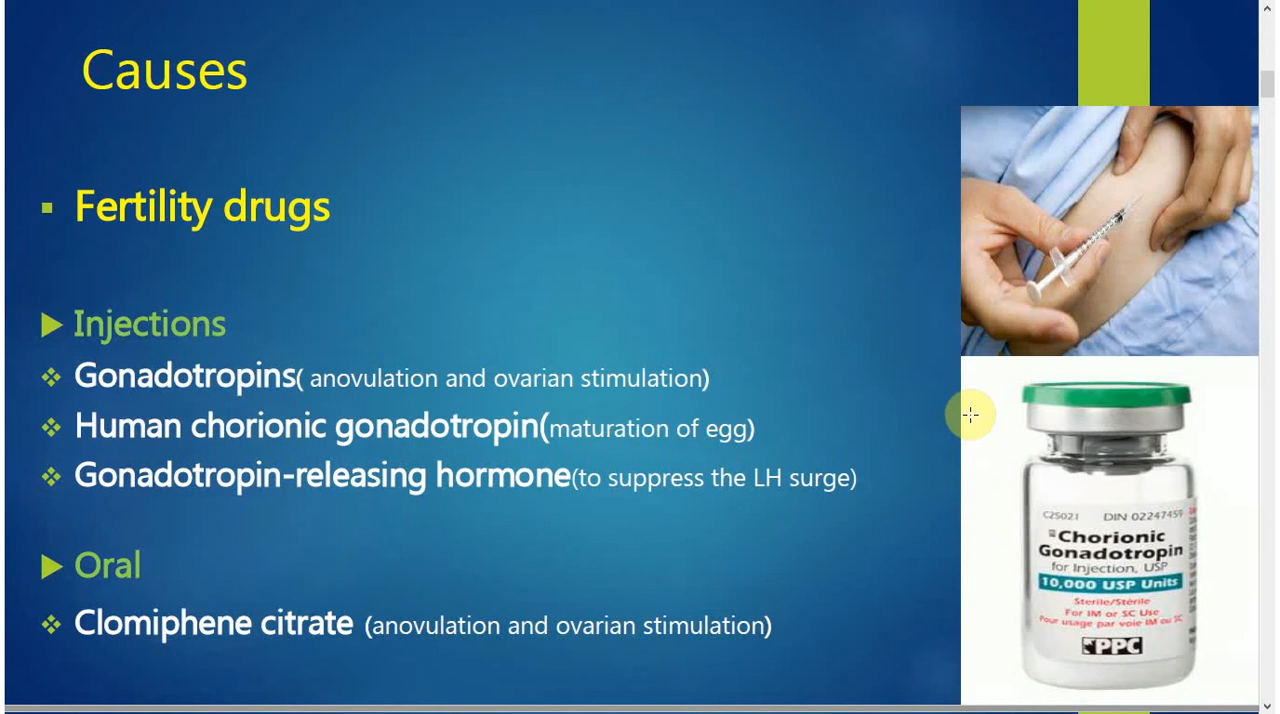 Causes
Fertility drugs
Injections
Gonadotropins( anovulation and ovarian stimulation)
Human chorionic gonadotropin(maturation of egg)
Gonadotropin-releasing hormone(to suppress the LH surge)
Oral
Clomiphene citrate (anovulation and ovarian stimulation)
C25021 DIN 02247459
Chorionic
Gonadotropin
for Injection, USP
10,000 USP Units
Sterile/Stérile
For IM or SC Use
Pour usage par voie IM ou SC
PPC